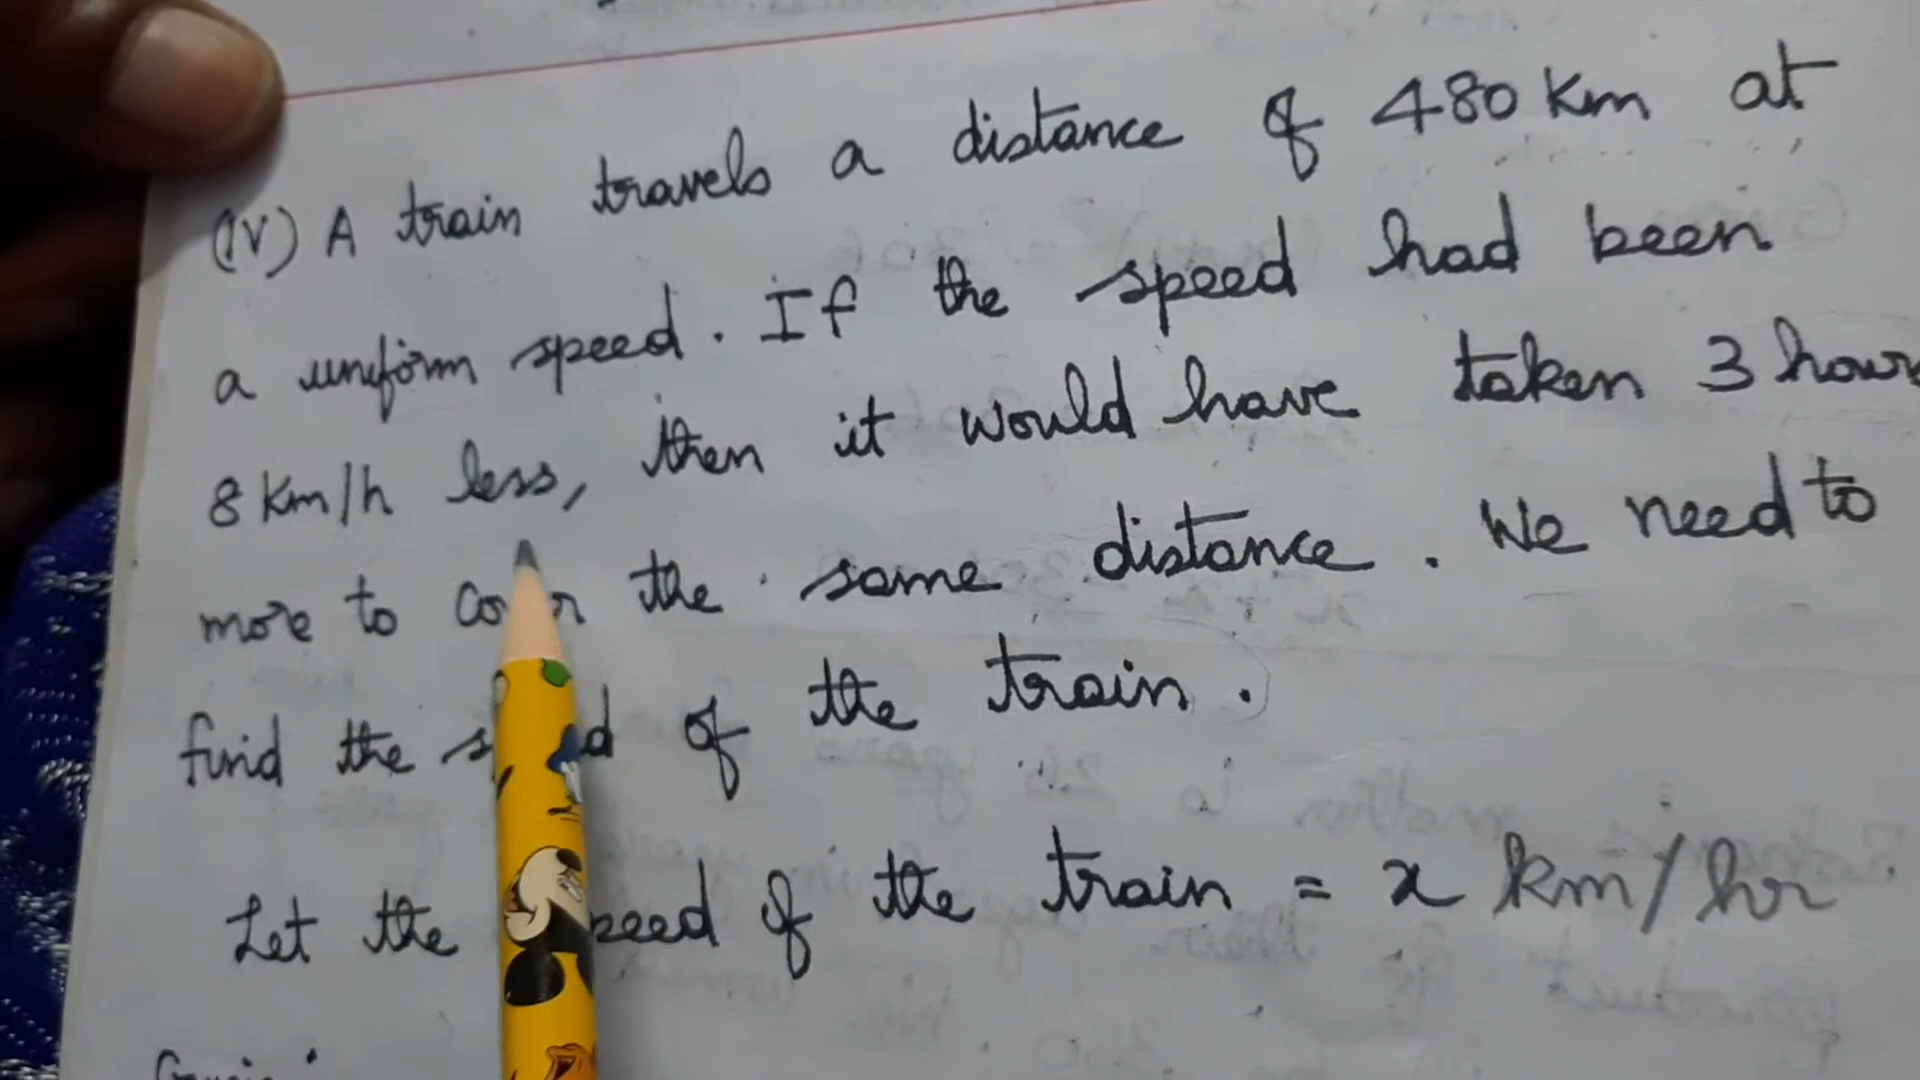 (IV) A train travels a distance of 480 km at
a uniform speed. If the speed had been
8 km/h less, then it would have taken 3 hours
more to the same distance. We need to
find the of the train.
Let the of the train = x km/hr